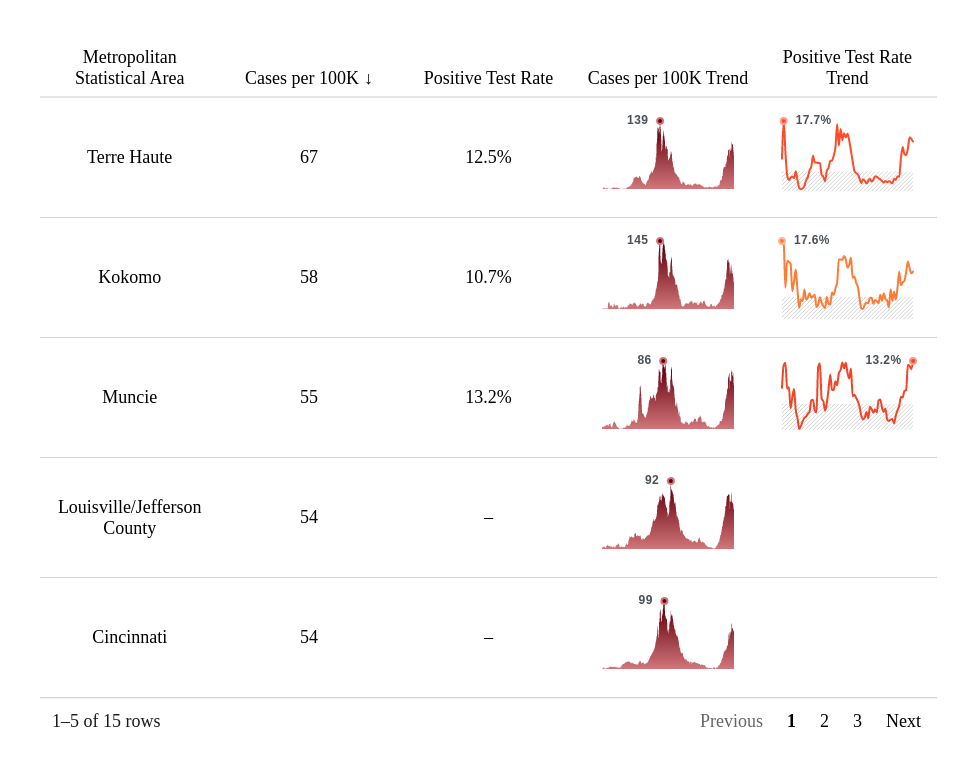 Metropolitan
Statistical Area
Cases per 100K ↓
Positive Test Rate
Cases per 100K Trend
Positive Test Rate
Trend
Terre Haute
67
12.5%
139
17.7%
Kokomo
58
10.7%
145
17.6%
Muncie
55
13.2%
86
13.2%
Louisville/Jefferson
County
54
–
92
Cincinnati
54
–
99
1–5 of 15 rows
Previous 1 2 3 Next